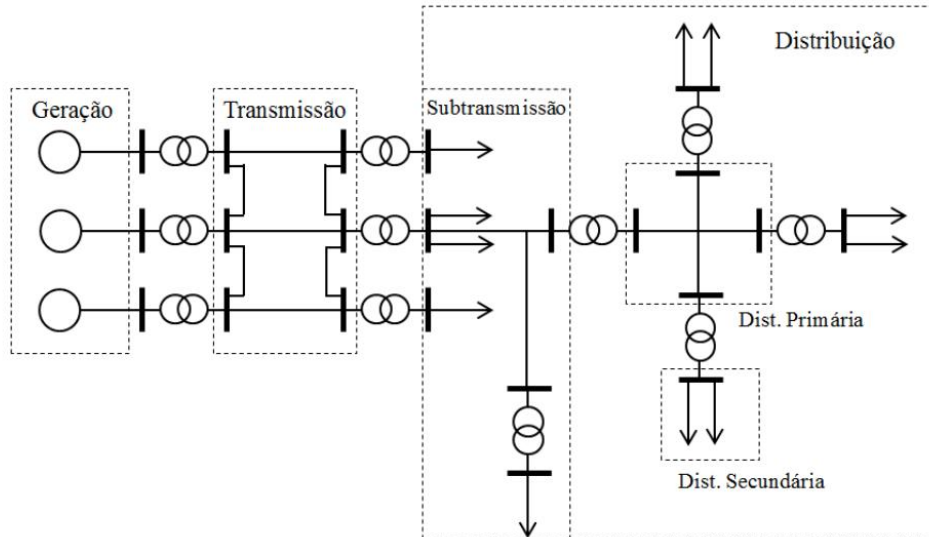 Distribuição
Geração
Transmissão
Subtransmissão
Dist. Primária
Dist. Secundária